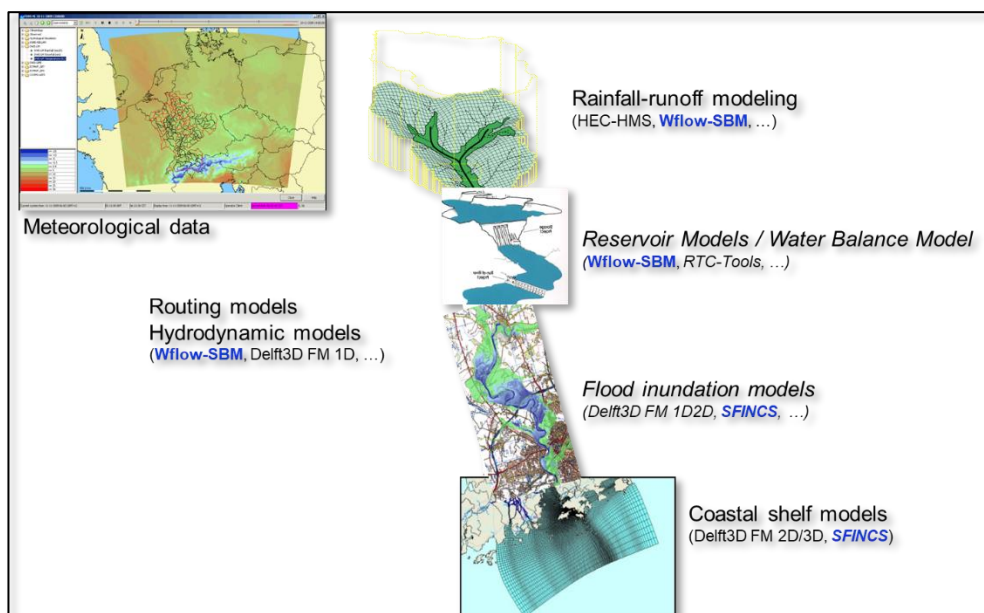 Meteorological data
Rainfall-runoff modeling
(HEC-HMS, Wflow-SBM, …)
Reservoir Models / Water Balance Model
(Wflow-SBM, RTC-Tools, …)
Routing models
Hydrodynamic models
(Wflow-SBM, Delft3D FM 1D, …)
Flood inundation models
(Delft3D FM 1D2D, SFINCS, …)
Coastal shelf models
(Delft3D FM 2D/3D, SFINCS)